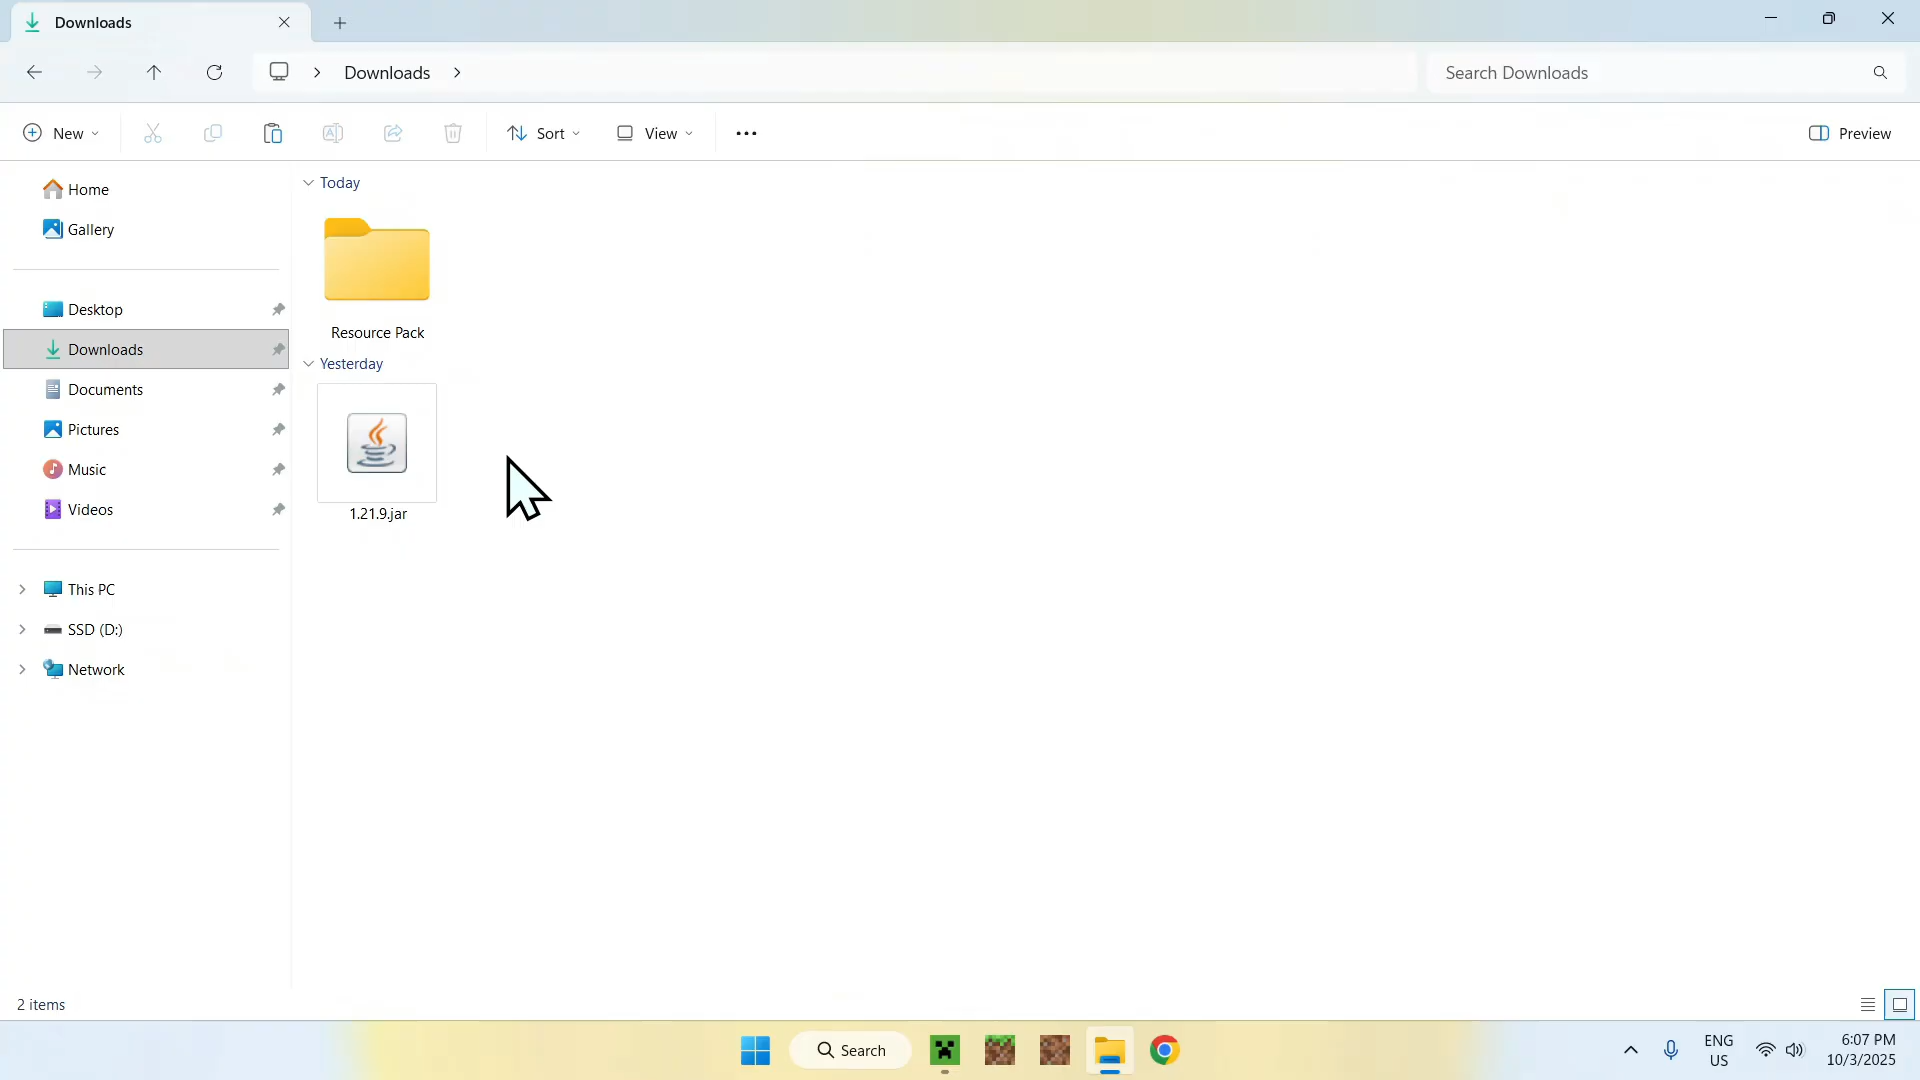 Downloads
Downloads
Search Downloads
New
Sort
View
Preview
Home
Gallery
Desktop
Downloads
Documents
Pictures
Music
Videos
This PC
SSD (D:)
Network
Today
Resource Pack
Yesterday
1.21.9.jar
2 items
Search
ENG
US
6:07 PM
10/3/2025